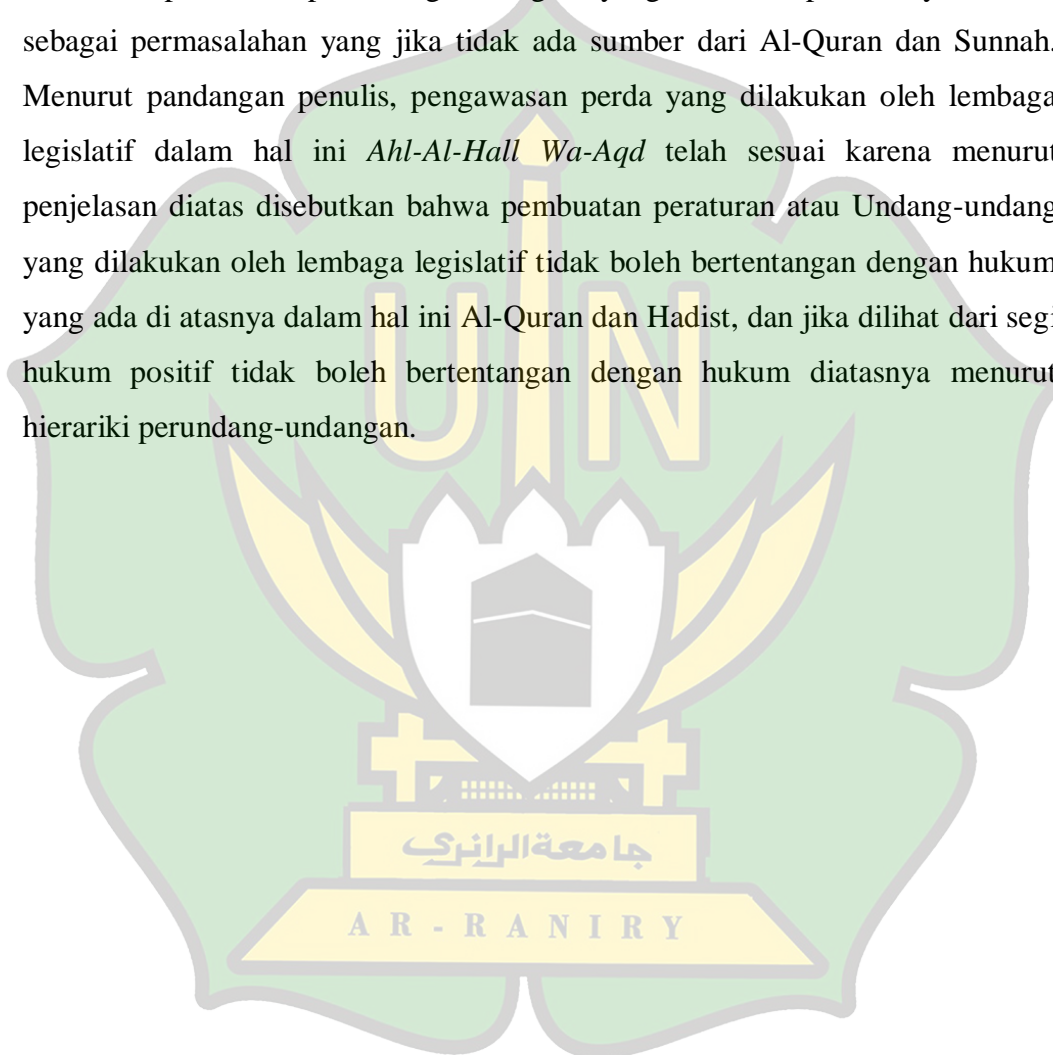 sebagai permasalahan yang jika tidak ada sumber dari Al-Quran dan Sunnah.
Menurut pandangan penulis, pengawasan perda yang dilakukan oleh lembaga
legislatif dalam hal ini Ahl-Al-Hall Wa-Aqd telah sesuai karena menurut
penjelasan diatas disebutkan bahwa pembuatan peraturan atau Undang-undang
yang dilakukan oleh lembaga legislatif tidak boleh bertentangan dengan hukum
yang ada di atasnya dalam hal ini Al-Quran dan Hadist, dan jika dilihat dari segi
hukum positif tidak boleh bertentangan dengan hukum diatasnya menurut
hierariki perundang-undangan.
UIN
جامعة الرانري
AR-RANIRY